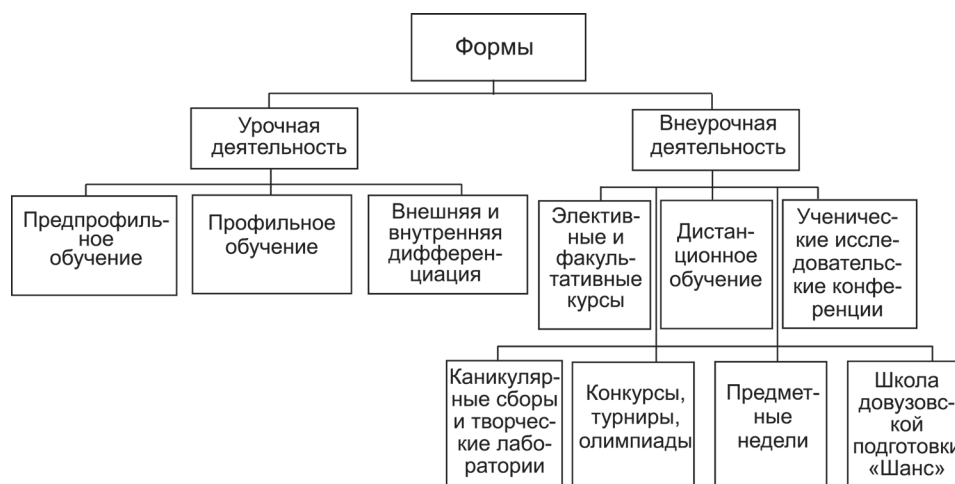 Формы
Урочная
деятельность
Внеурочная
деятельность
Предпрофиль-
ное
обучение
Профильное
обучение
Внешняя и
внутренняя
дифферен-
циация
Электив-
ные и
факуль-
тативные
курсы
Дистан-
ционное
обучение
Ученичес-
кие иссле-
довательс-
кие конфе-
ренции
Каникуляр-
ные сборы
и творчес-
кие лабо-
ратории
Конкурсы,
турниры,
олимпиады
Предмет-
ные
недели
Школа
довузовс-
кой
подготовки
«Шанс»